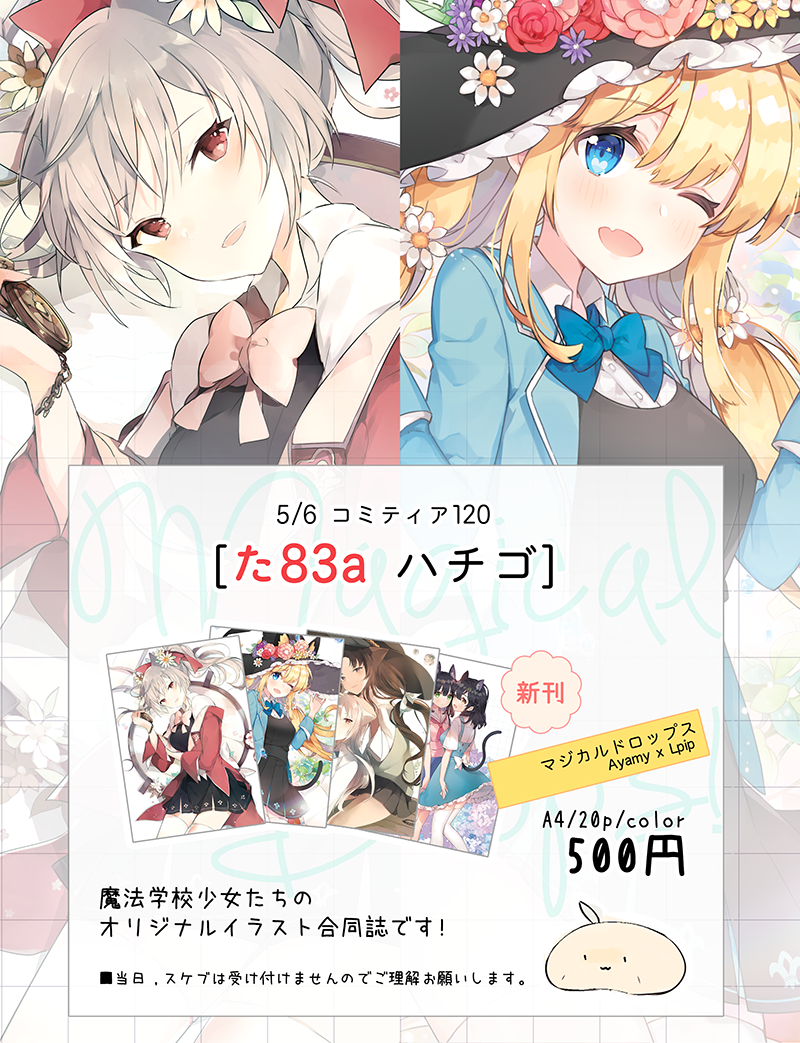 5/6 コミティア120
[た83a ハチゴ]
Magical
新刊
マジカルドロップス
Ayamy x Lpip
A4/20p/color
500円
魔法学校少女たちの
オリジナルイラスト合同誌です!
■当日,スケブは受け付けませんのでご理解お願いします。